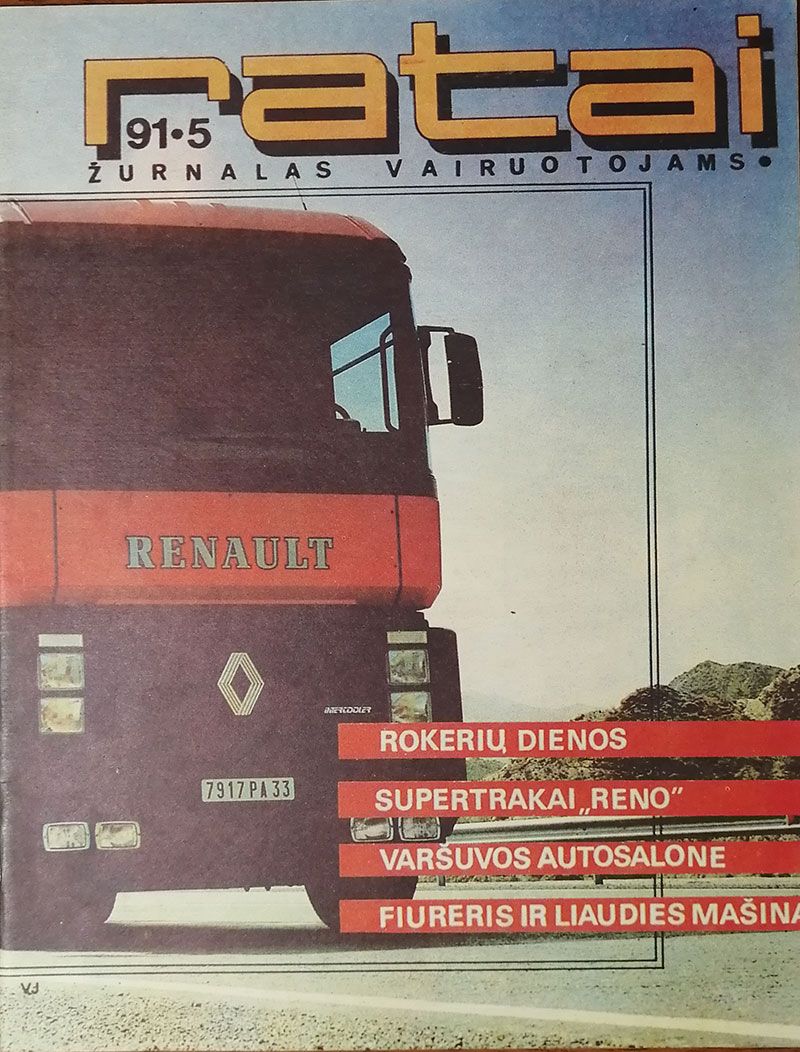 ratai
91•5
ŽURNALAS VAIRUOTOJAMS•
RENAULT
INTERCOOLER
7917 PA 33
ROKERIŲ DIENOS
SUPERTRAKAI „RENO”
VARŠUVOS AUTOSALONE
FIURERIS IR LIAUDIES MAŠINA
VJ